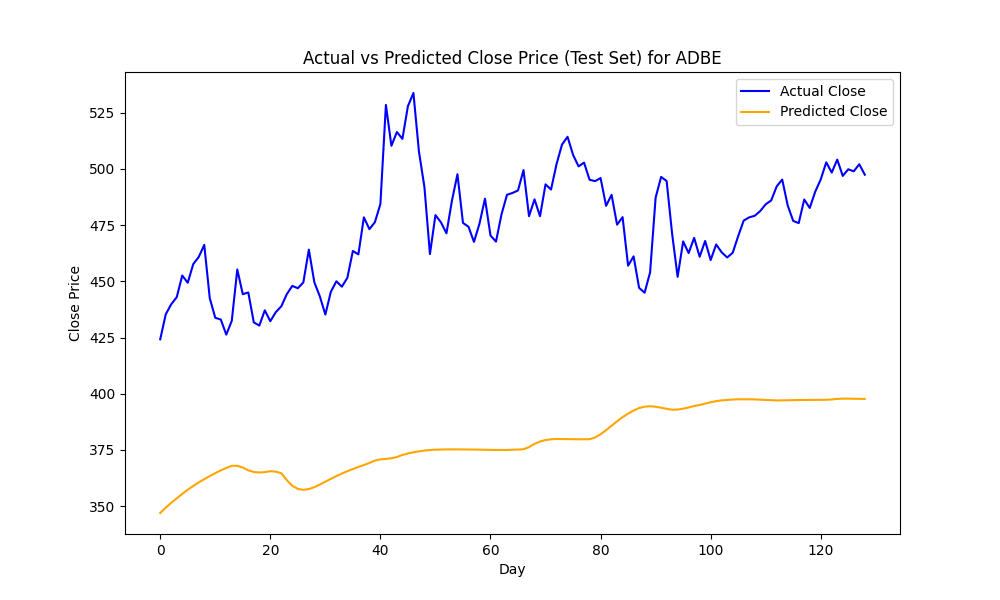 Actual vs Predicted Close Price (Test Set) for ADBE
Actual Close
Predicted Close
Close Price
525
500
475
450
425
400
375
350
0 20 40 60 80 100 120
Day